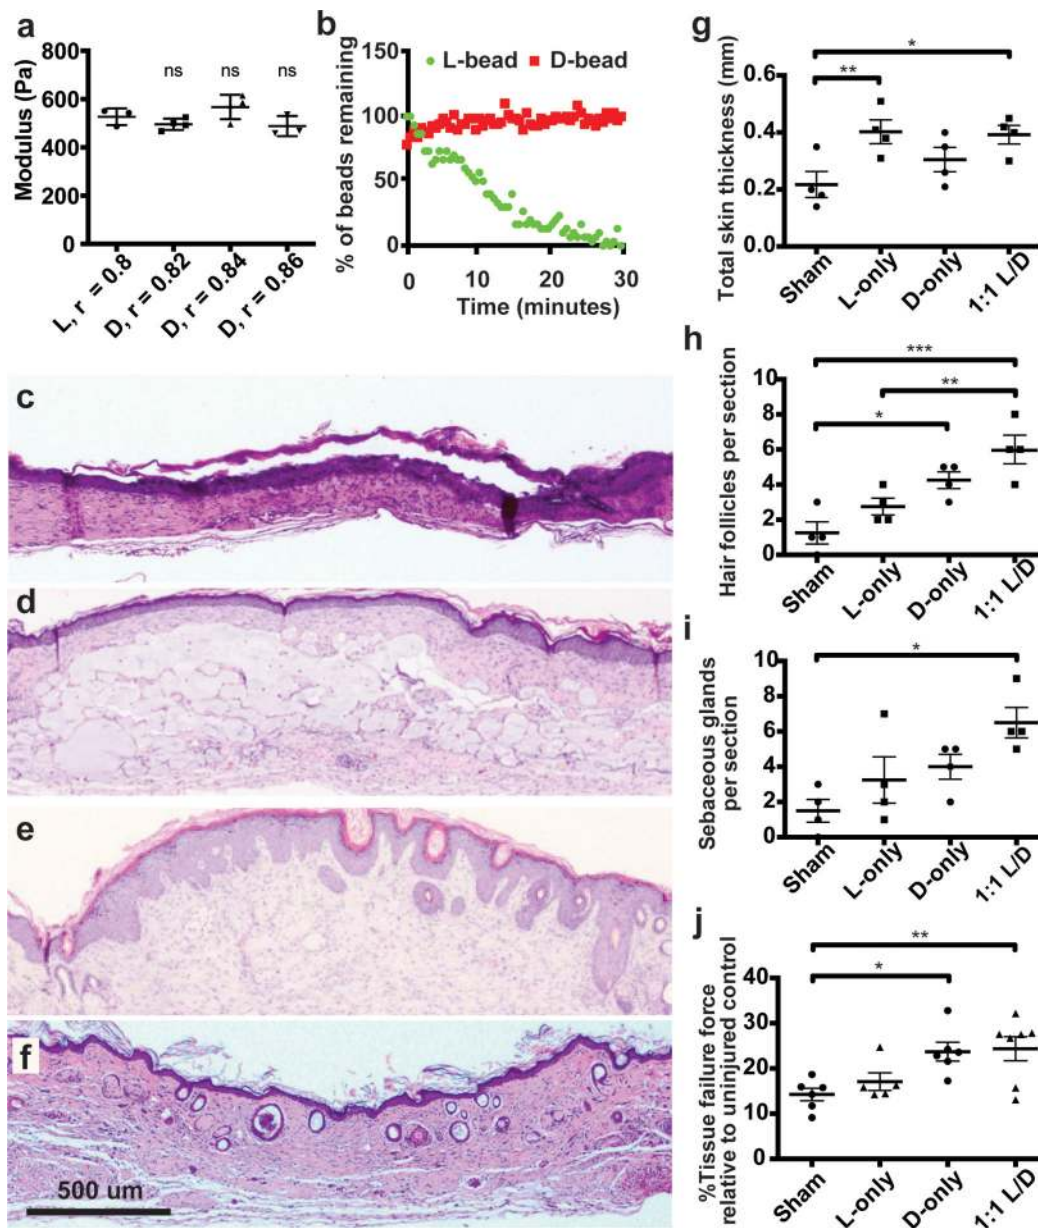 a
Modulus (Pa)
800
600
400
200
0
ns
ns
ns
L, r = 0.8
D, r = 0.82
D, r = 0.84
D, r = 0.86
b
% of beads remaining
150
100
50
0
L-bead
D-bead
0
10
20
30
Time (minutes)
c
d
e
f
500 um
g
Total skin thickness (mm)
0.6
0.4
0.2
0.0
*
**
Sham
L-only
D-only
1:1 L/D
h
Hair follicles per section
10
8
6
4
2
0
***
**
*
Sham
L-only
D-only
1:1 L/D
i
Sebaceous glands
per section
10
8
6
4
2
0
*
Sham
L-only
D-only
1:1 L/D
j
%Tissue failure force
relative to uninjured control
40
30
20
10
0
**
*
Sham
L-only
D-only
1:1 L/D